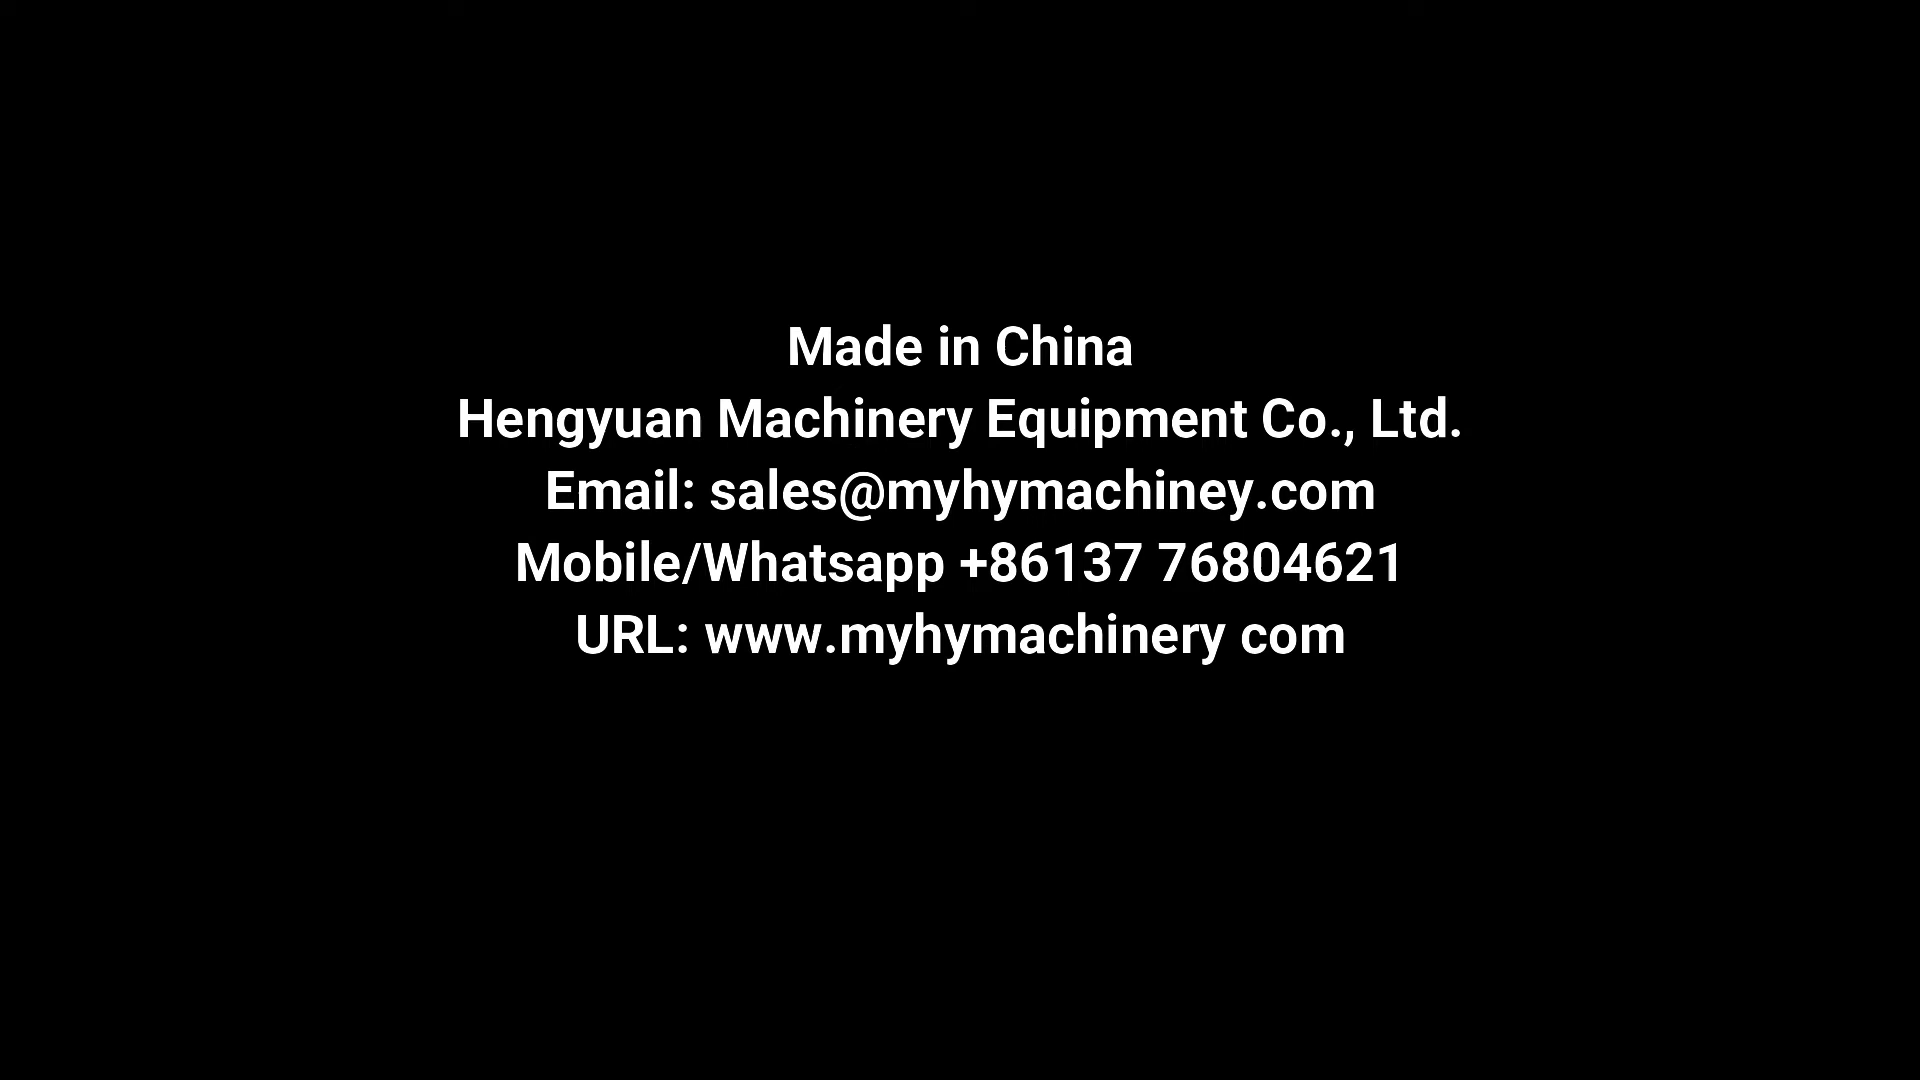 Made in China
Hengyuan Machinery Equipment Co., Ltd.
Email: sales@myhymachiney.com
Mobile/Whatsapp +86137 76804621
URL: www.myhymachinery com